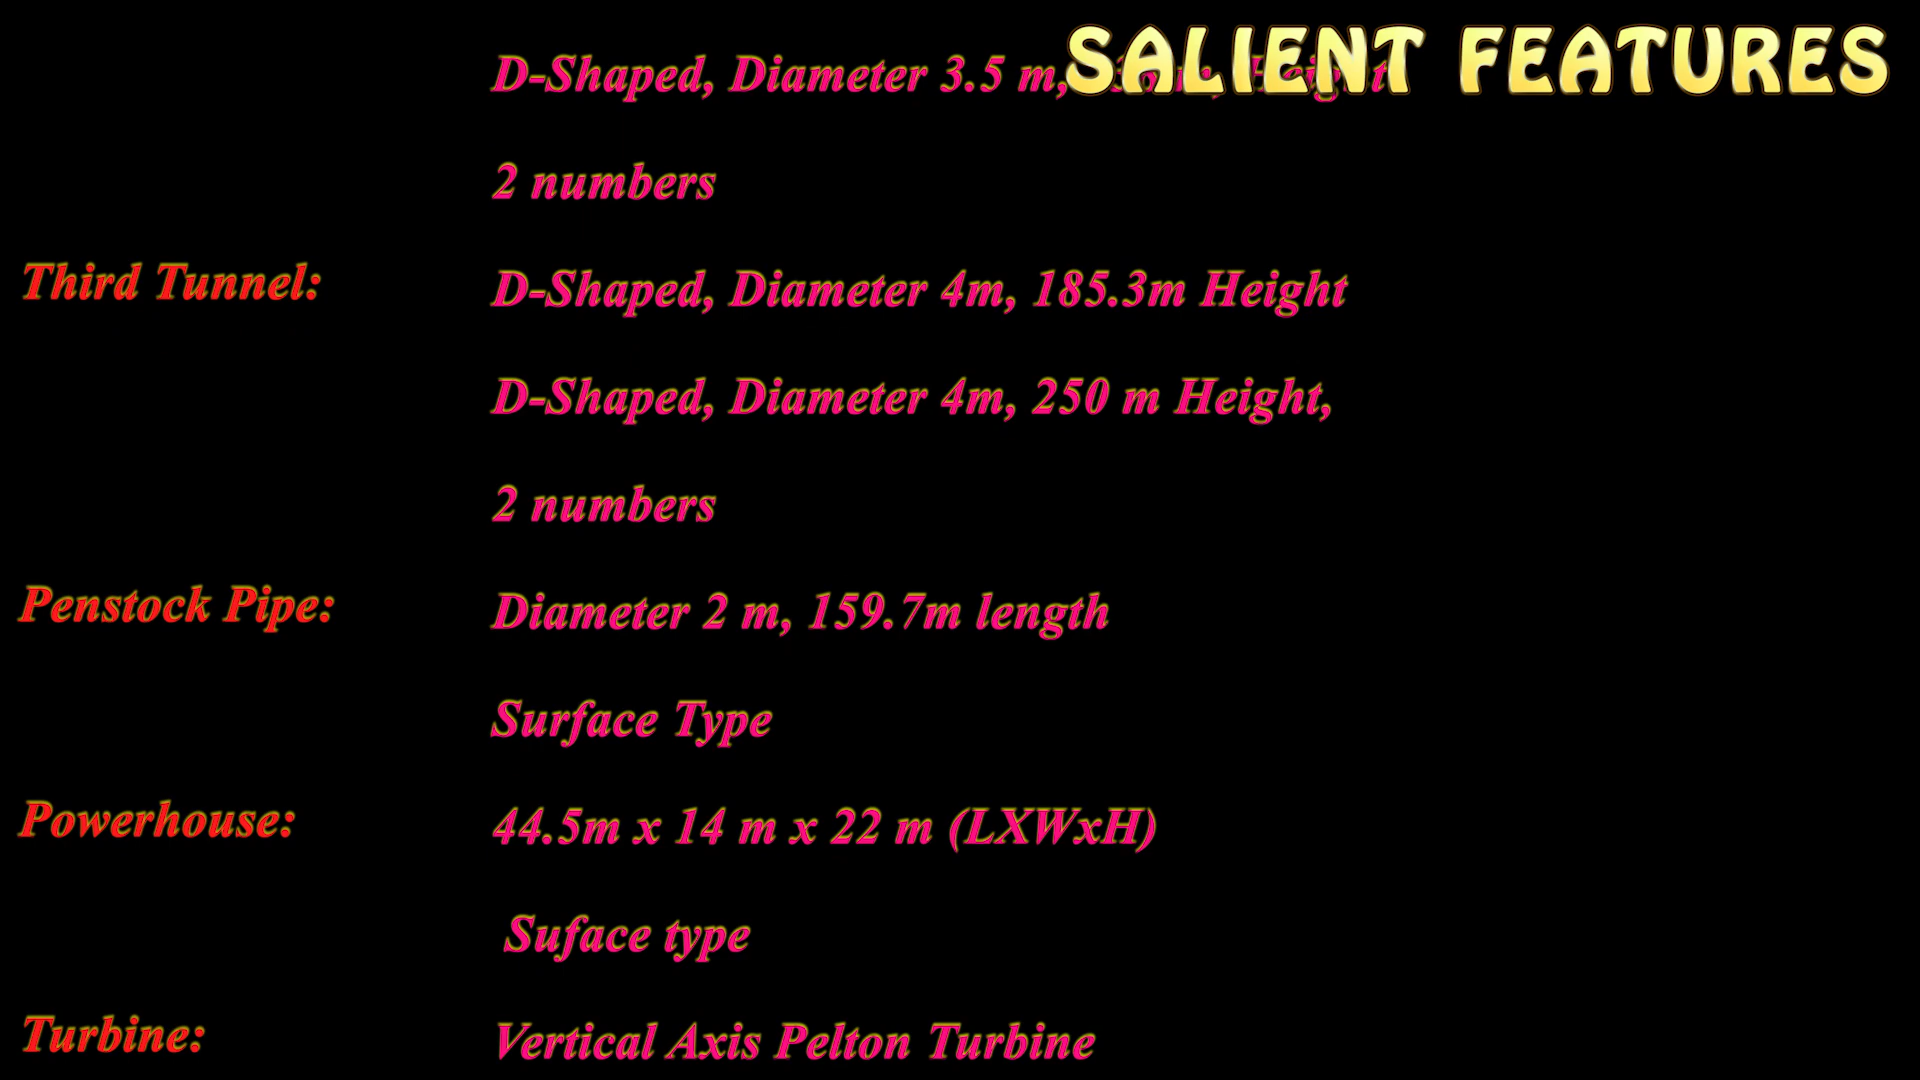 SALIENT FEATURES
D-Shaped, Diameter 3.5 m, Height
2 numbers
Third Tunnel: D-Shaped, Diameter 4m, 185.3m Height
D-Shaped, Diameter 4m, 250 m Height,
2 numbers
Penstock Pipe: Diameter 2 m, 159.7m length
Surface Type
Powerhouse: 44.5m x 14 m x 22 m (LXWxH)
Suface type
Turbine: Vertical Axis Pelton Turbine